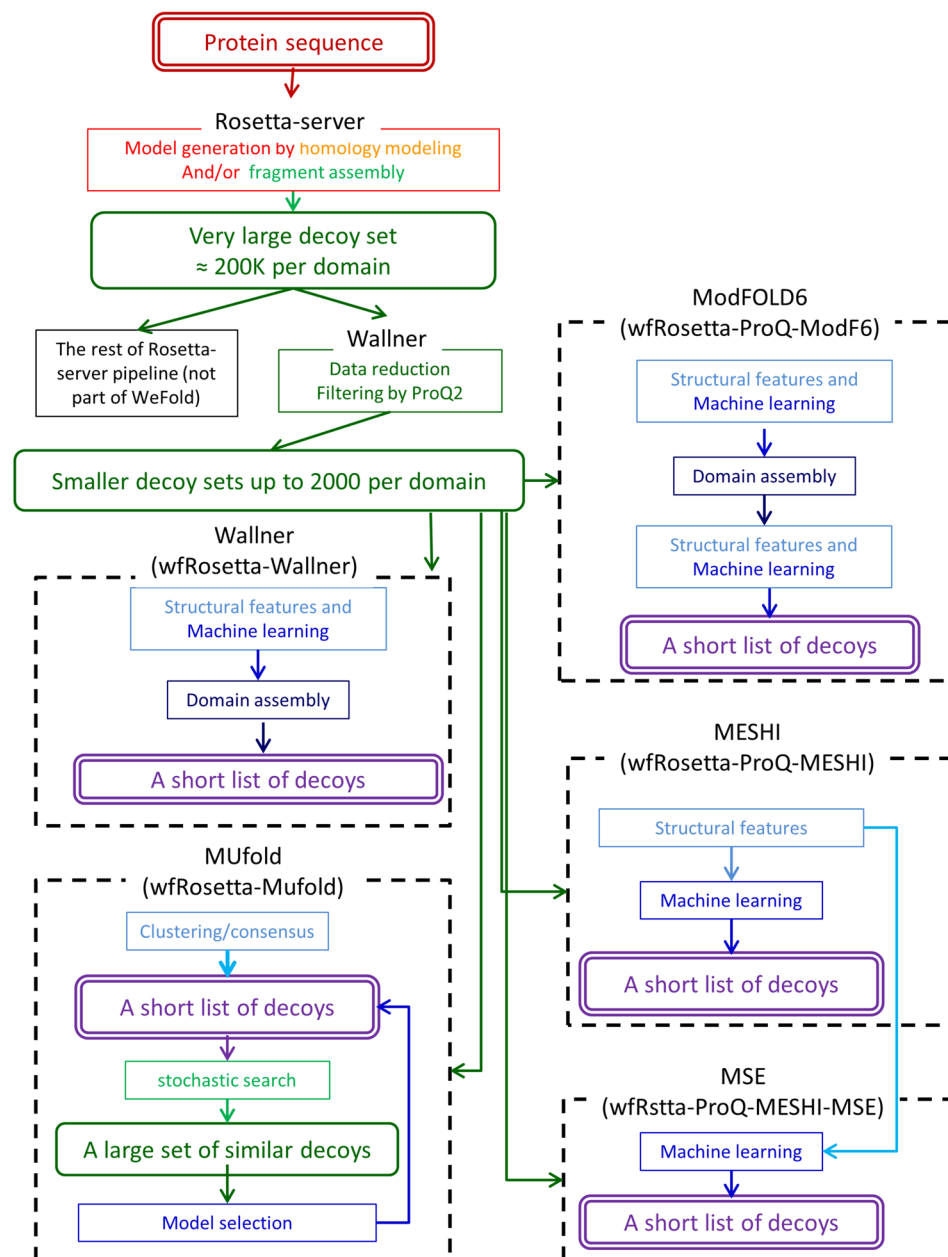 Protein sequence
Rosetta-server
Model generation by homology modeling
And/or fragment assembly
Very large decoy set
≈ 200K per domain
The rest of Rosetta-
server pipeline (not
part of WeFold)
Wallner
Data reduction
Filtering by ProQ2
Smaller decoy sets up to 2000 per domain
ModFOLD6
(wfRosetta-ProQ-ModF6)
Structural features and
Machine learning
Domain assembly
Structural features and
Machine learning
A short list of decoys
Wallner
(wfRosetta-Wallner)
Structural features and
Machine learning
Domain assembly
A short list of decoys
MESHI
(wfRosetta-ProQ-MESHI)
Structural features
Machine learning
A short list of decoys
MUfold
(wfRosetta-Mufold)
Clustering/consensus
A short list of decoys
stochastic search
A large set of similar decoys
Model selection
MSE
(wfRstta-ProQ-MESHI-MSE)
Machine learning
A short list of decoys